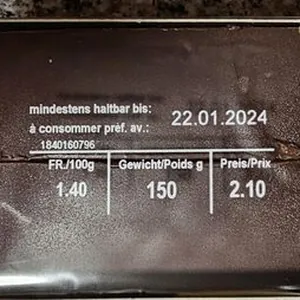 mindestens haltbar bis:
à consommer préf. av.: 22.01.2024
1840160796
FR./100g Gewicht/Poids g Preis/Prix
1.40 150 2.10